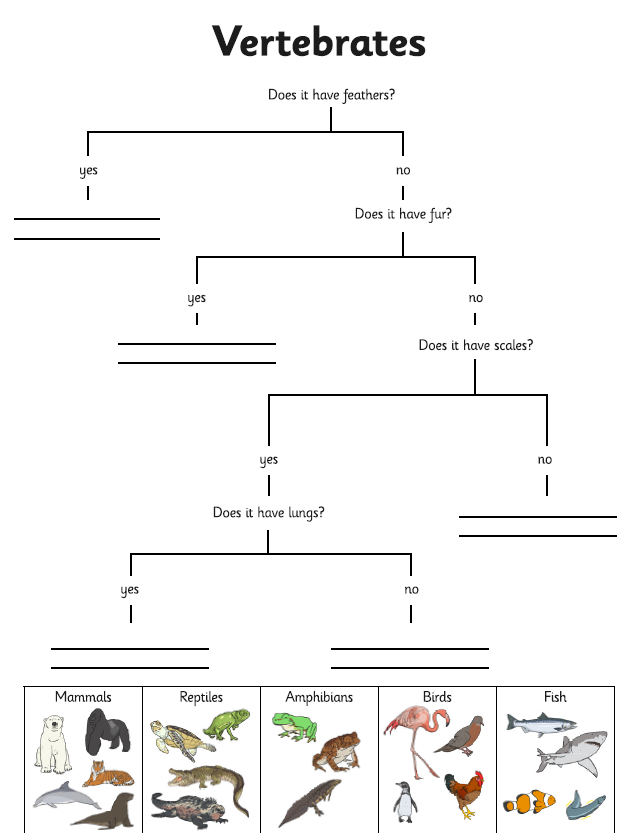 Vertebrates
Does it have feathers?
yes
no
Does it have fur?
yes
no
Does it have scales?
yes
no
Does it have lungs?
yes
no
Mammals
Reptiles
Amphibians
Birds
Fish